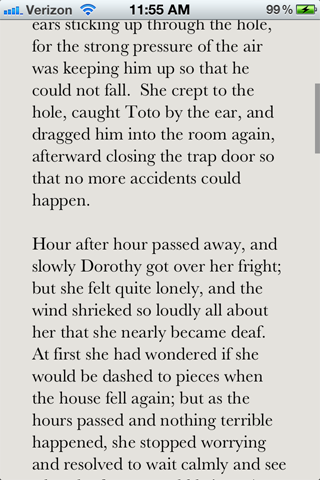 Verizon 11:55 AM 99%
ears sticking up through the hole,
for the strong pressure of the air
was keeping him up so that he
could not fall.  She crept to the
hole, caught Toto by the ear, and
dragged him into the room again,
afterward closing the trap door so
that no more accidents could
happen.
Hour after hour passed away, and
slowly Dorothy got over her fright;
but she felt quite lonely, and the
wind shrieked so loudly all about
her that she nearly became deaf.
At first she had wondered if she
would be dashed to pieces when
the house fell again; but as the
hours passed and nothing terrible
happened, she stopped worrying
and resolved to wait calmly and see